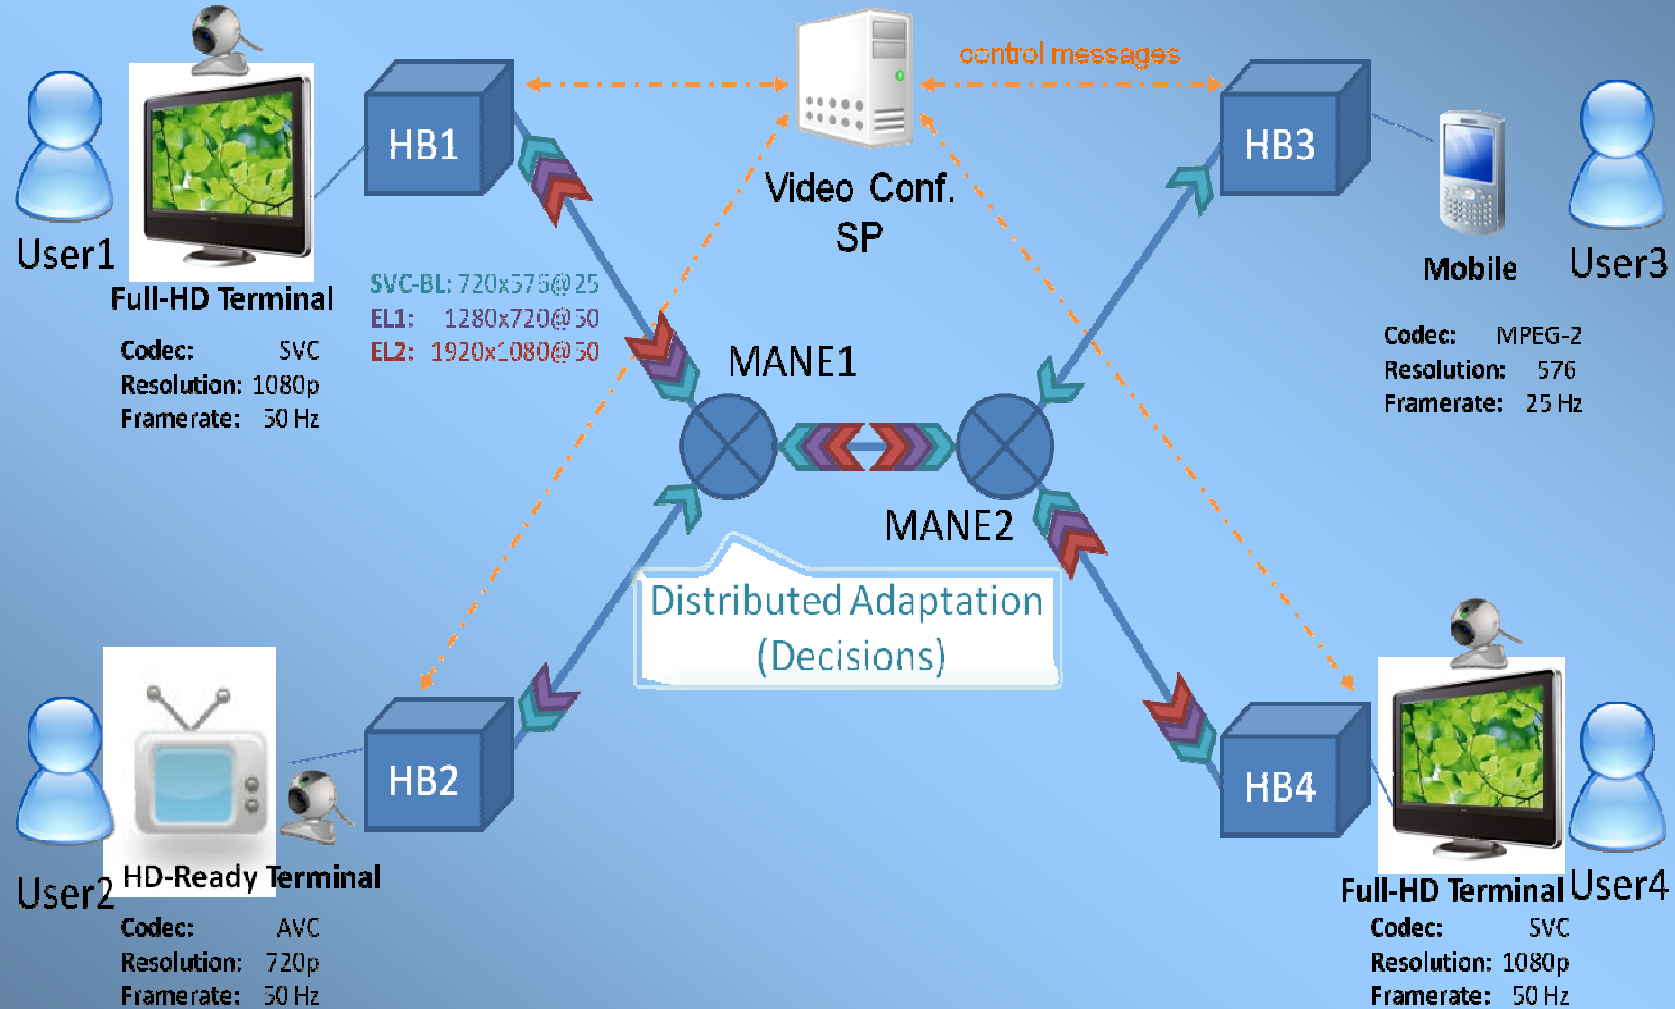 control messages
HB1
HB3
Video Conf.
SP
User1
Full-HD Terminal
Codec: SVC
Resolution: 1080p
Framerate: 50 Hz
SVC-BL: 720x576@25
EL1: 1280x720@50
EL2: 1920x1080@50
Mobile
User3
Codec: MPEG-2
Resolution: 576
Framerate: 25 Hz
MANE1
MANE2
Distributed Adaptation
(Decisions)
HB2
HB4
User2
HD-Ready Terminal
Codec: AVC
Resolution: 720p
Framerate: 50 Hz
Full-HD Terminal
User4
Codec: SVC
Resolution: 1080p
Framerate: 50 Hz